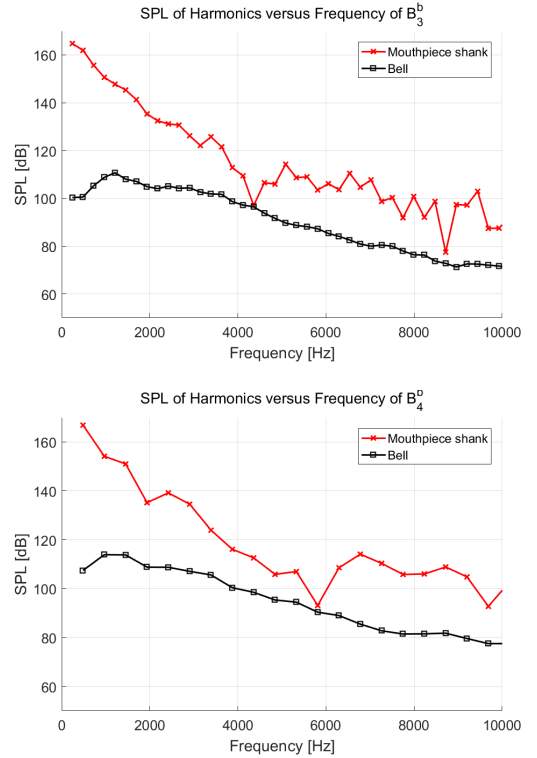 SPL of Harmonics versus Frequency of B♭3
Mouthpiece shank
Bell
160
140
120
100
80
60
SPL [dB]
0 2000 4000 6000 8000 10000
Frequency [Hz]
SPL of Harmonics versus Frequency of B♭4
Mouthpiece shank
Bell
160
140
120
100
80
60
SPL [dB]
0 2000 4000 6000 8000 10000
Frequency [Hz]